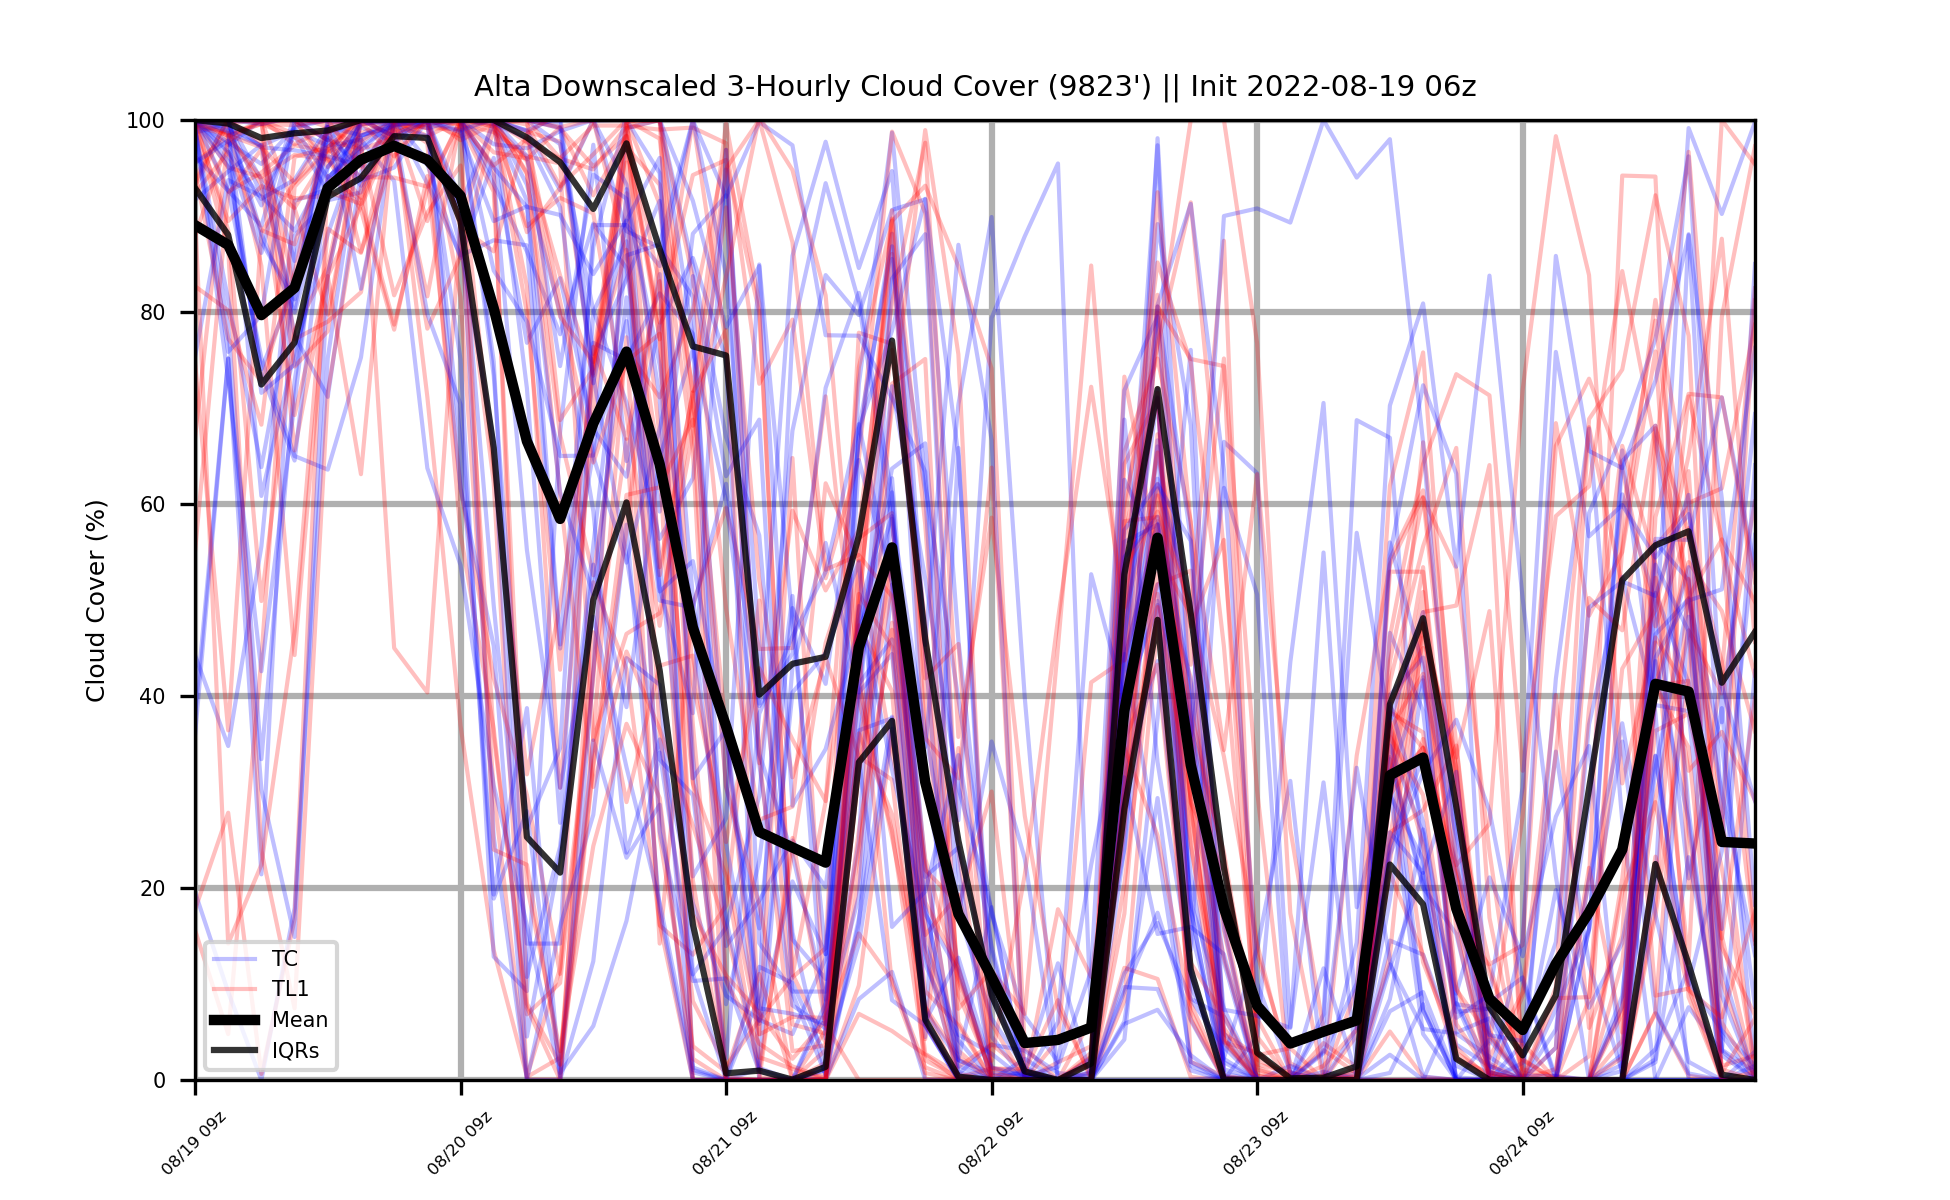 Alta Downscaled 3-Hourly Cloud Cover (9823') || Init 2022-08-19 06z
100
80
60
40
20
0
Cloud Cover (%)
TC
TL1
Mean
IQRs
08/19 09z
08/20 09z
08/21 09z
08/22 09z
08/23 09z
08/24 09z